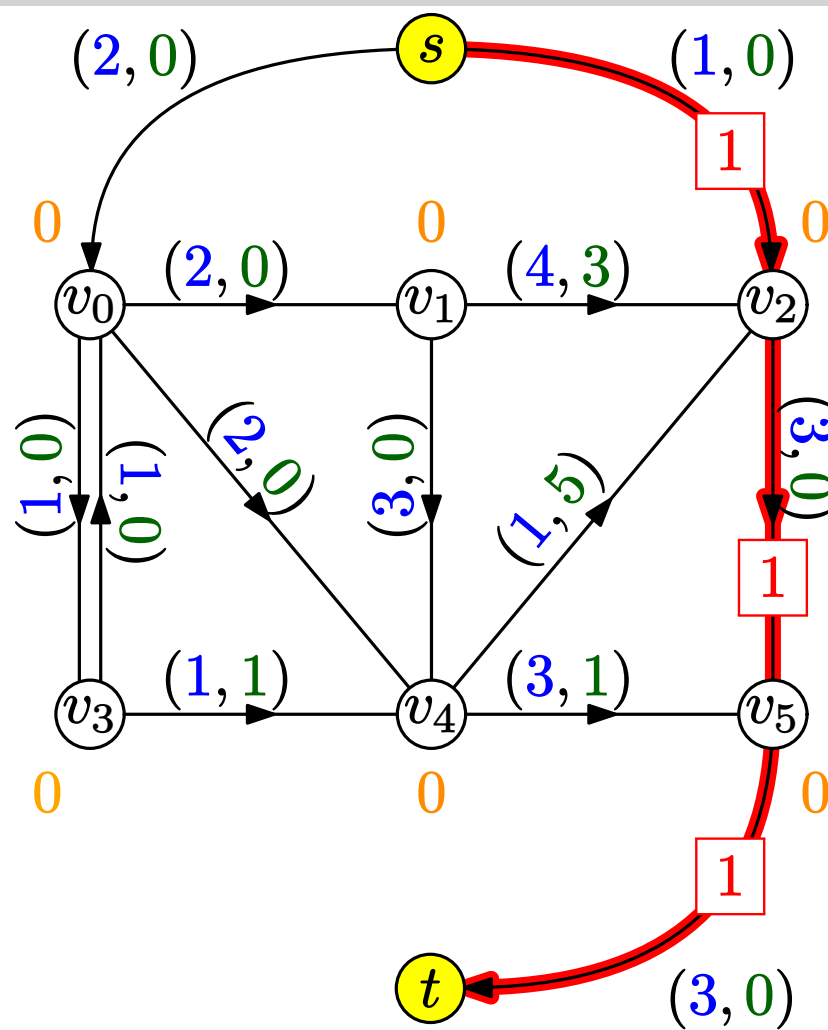 (2, 0) s (1, 0)
1
0 0 0
(2, 0) (4, 3)
v0 v1 v2
(1, 0) (1, 0) (2, 0) (3, 0) (1, 5) (3, 0)
1
(1, 1) (3, 1)
v3 v4 v5
0 0 0
1
t (3, 0)